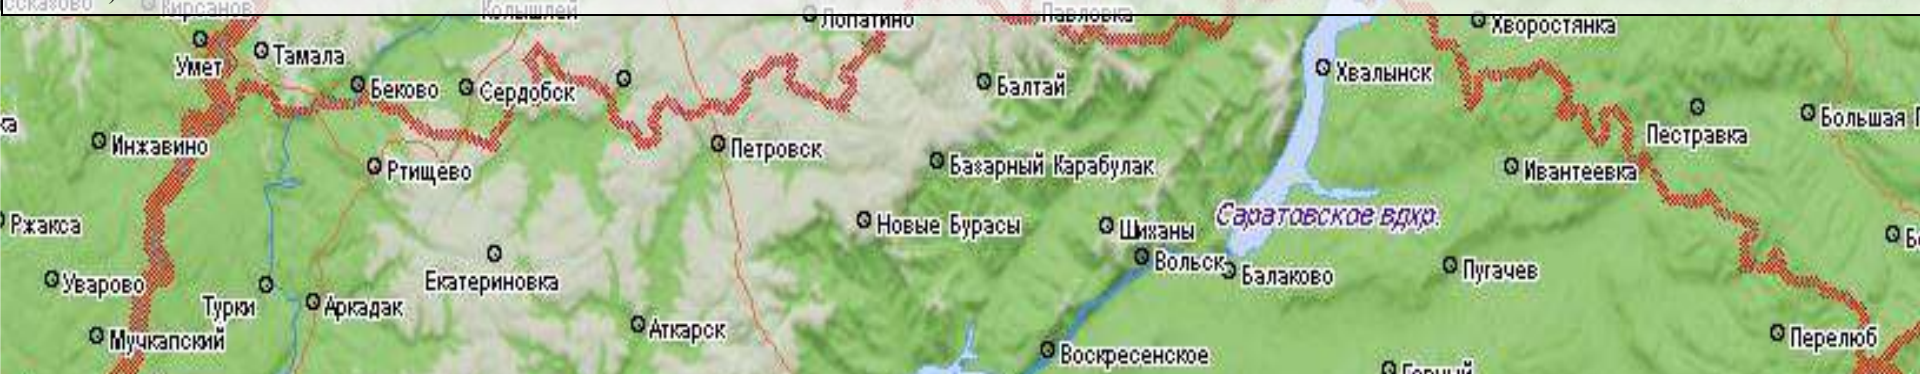 Кирсанов
Колышлей
Лопатино
Павловка
Хворостянка
Умет
Тамала
Беково
Сердобск
Балтай
Хвалынск
Инжавино
Ртищево
Петровск
Базарный Карабулак
Ивантеевка
Пестравка
Большая
Ржакса
Новые Бурасы
Шиханы
Саратовское вдхр.
Вольск
Балаково
Пугачев
Уварово
Екатериновка
Турки
Аркадак
Аткарск
Мучкапский
Воскресенское
Перелюб